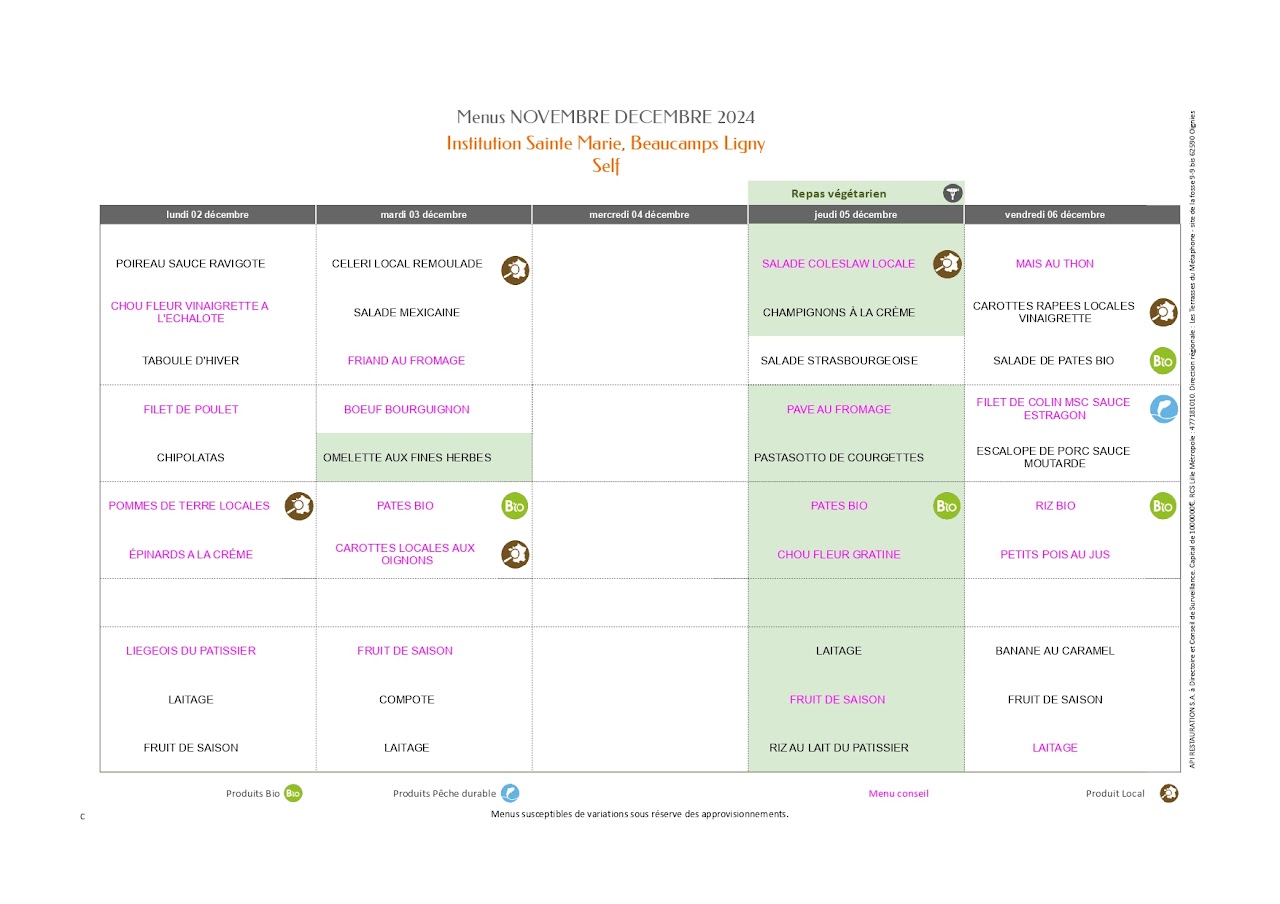 Menus NOVEMBRE DECEMBRE 2024
Institution Sainte Marie, Beaucamps Ligny
Self
Repas végétarien
lundi 02 décembre
mardi 03 décembre
mercredi 04 décembre
jeudi 05 décembre
vendredi 06 décembre
POIREAU SAUCE RAVIGOTE
CELERI LOCAL REMOULADE
SALADE COLESLAW LOCALE
MAIS AU THON
CHOU FLEUR VINAIGRETTE A
L'ECHALOTE
SALADE MEXICAINE
CHAMPIGNONS À LA CRÈME
CAROTTES RAPEES LOCALES
VINAIGRETTE
TABOULE D'HIVER
FRIAND AU FROMAGE
SALADE STRASBOURGEOISE
SALADE DE PATES BIO
Bio
FILET DE POULET
BOEUF BOURGUIGNON
PAVE AU FROMAGE
FILET DE COLIN MSC SAUCE
ESTRAGON
CHIPOLATAS
OMELETTE AUX FINES HERBES
PASTASOTTO DE COURGETTES
ESCALOPE DE PORC SAUCE
MOUTARDE
POMMES DE TERRE LOCALES
PATES BIO
Bio
PATES BIO
Bio
RIZ BIO
Bio
ÉPINARDS A LA CRÈME
CAROTTES LOCALES AUX
OIGNONS
CHOU FLEUR GRATINE
PETITS POIS AU JUS
LIEGEOIS DU PATISSIER
FRUIT DE SAISON
LAITAGE
BANANE AU CARAMEL
LAITAGE
COMPOTE
FRUIT DE SAISON
FRUIT DE SAISON
FRUIT DE SAISON
LAITAGE
RIZ AU LAIT DU PATISSIER
LAITAGE
Produits Bio
Bio
Produits Pêche durable
Menu conseil
Produit Local
Menus susceptibles de variations sous réserve des approvisionnements.
C
API RESTAURATION S.A. à Directoire et Conseil de Surveillance. Capital de 1000000€. RCS Lille Métropole : 477181010. Direction régionale : Les Terrasses du Métaphone - site de la fosse 9-9 bis 62590 Oignies